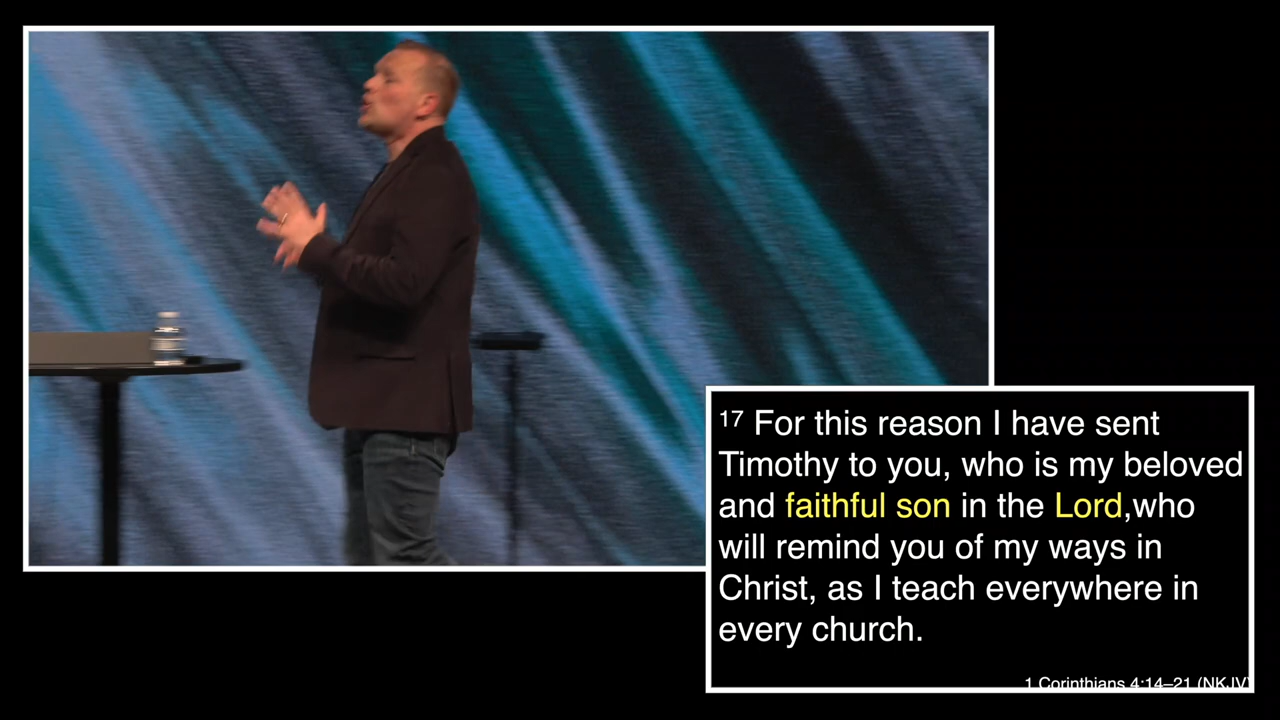 17 For this reason I have sent
Timothy to you, who is my beloved
and faithful son in the Lord,who
will remind you of my ways in
Christ, as I teach everywhere in
every church.
1 Corinthians 4:14–21 (NKJV)